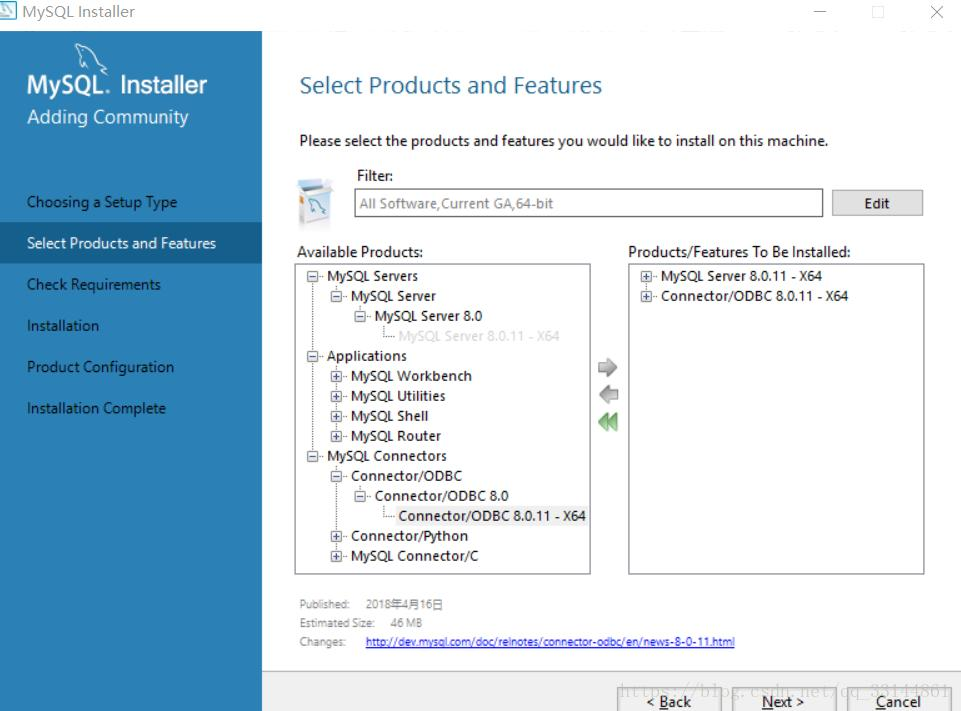 MySQL Installer
MySQL. Installer
Adding Community
Choosing a Setup Type
Select Products and Features
Check Requirements
Installation
Product Configuration
Installation Complete
Select Products and Features
Please select the products and features you would like to install on this machine.
Filter:
All Software,Current GA,64-bit
Edit
Available Products:
MySQL Servers
MySQL Server
MySQL Server 8.0
MySQL Server 8.0.11 - X64
Applications
MySQL Workbench
MySQL Utilities
MySQL Shell
MySQL Router
MySQL Connectors
Connector/ODBC
Connector/ODBC 8.0
Connector/ODBC 8.0.11 - X64
Connector/Python
MySQL Connector/C
Products/Features To Be Installed:
MySQL Server 8.0.11 - X64
Connector/ODBC 8.0.11 - X64
Published: 2018年4月16日
Estimated Size: 46 MB
Changes: http://dev.mysql.com/doc/relnotes/connector-odbc/en/news-8-0-11.html
https://blog.csdn.net/qq_33144861
< Back Next > Cancel